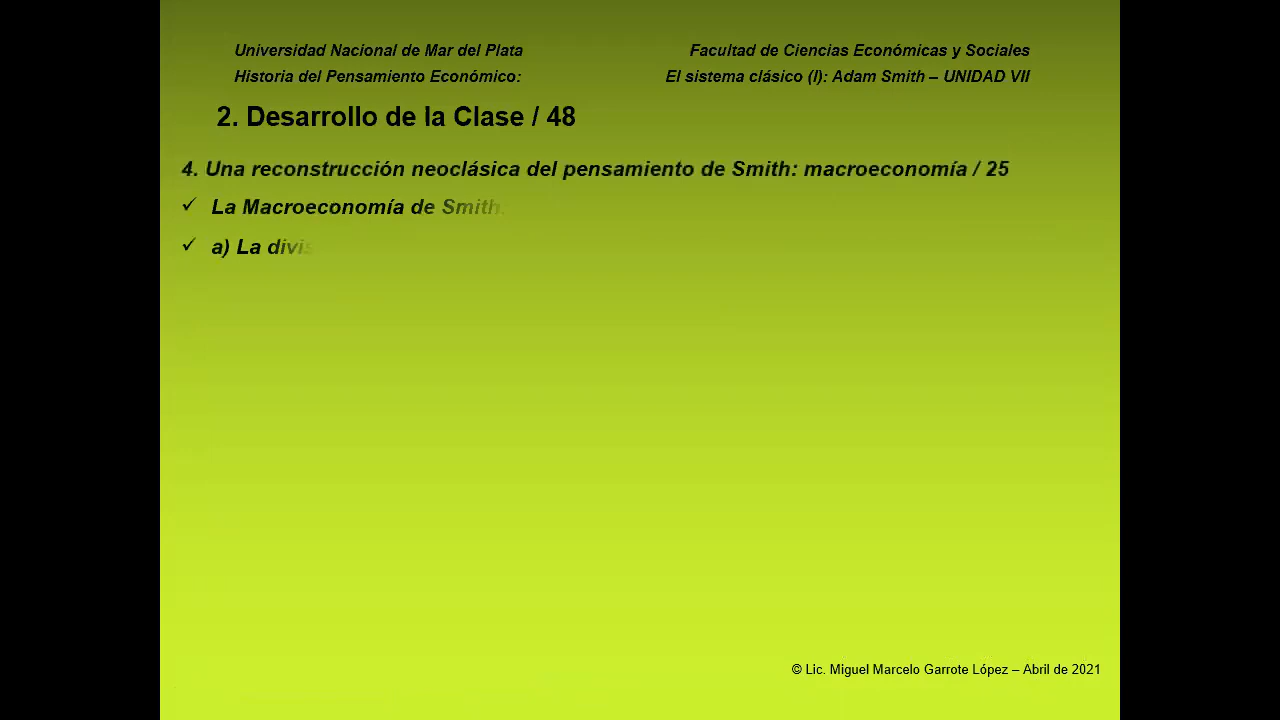 Universidad Nacional de Mar del Plata
Facultad de Ciencias Económicas y Sociales
Historia del Pensamiento Económico:
El sistema clásico (I): Adam Smith – UNIDAD VII
2. Desarrollo de la Clase / 48
4. Una reconstrucción neoclásica del pensamiento de Smith: macroeconomía / 25
✓ La Macroeconomía de Smith:
✓ a) La divis
© Lic. Miguel Marcelo Garrote López – Abril de 2021